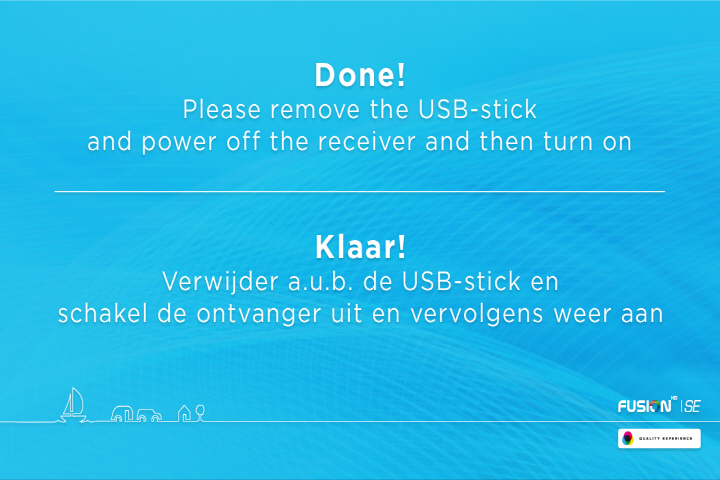 Done!
Please remove the USB-stick
and power off the receiver and then turn on
Klaar!
Verwijder a.u.b. de USB-stick en
schakel de ontvanger uit en vervolgens weer aan
FUSION HD | SE
QUALITY EXPERIENCE